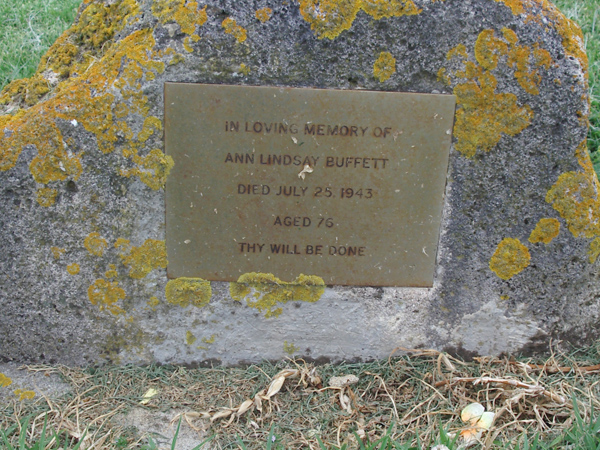 IN LOVING MEMORY OF
ANN LINDSAY BUFFETT
DIED JULY 25. 1943
AGED 76
THY WILL BE DONE